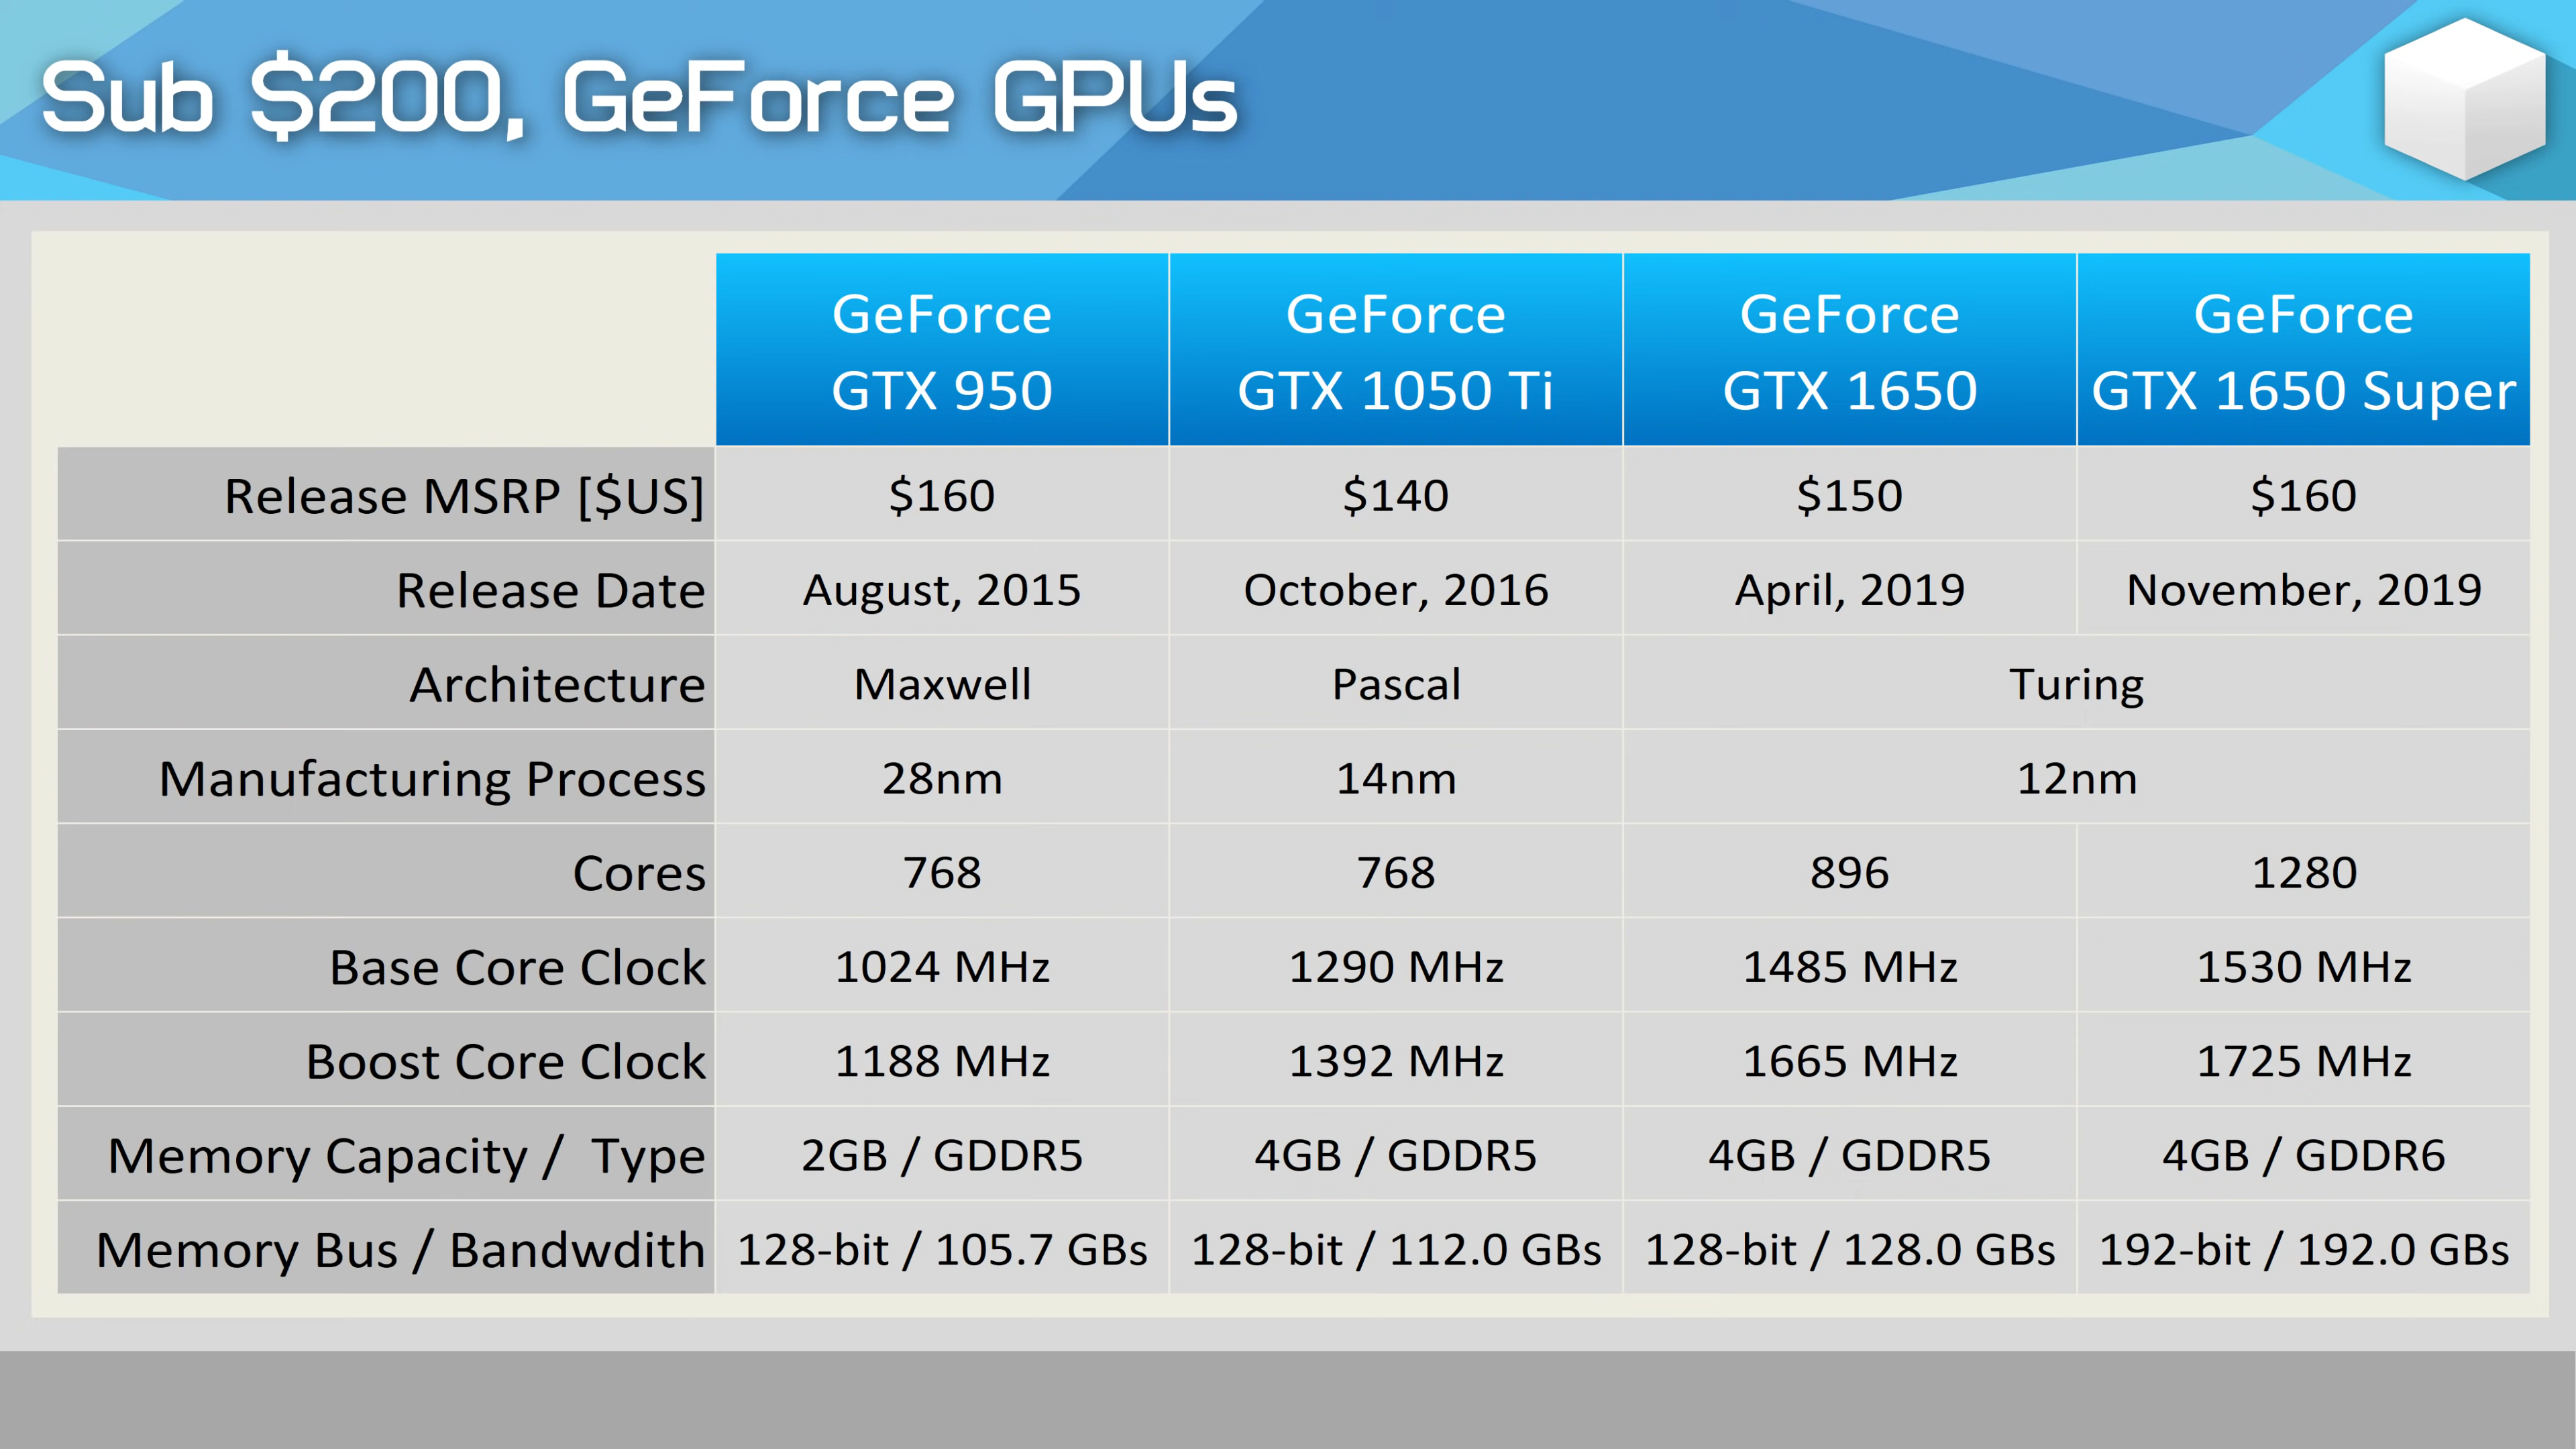 Sub $200, GeForce GPUs
GeForce GTX 950 GeForce GTX 1050 Ti GeForce GTX 1650 GeForce GTX 1650 Super
Release MSRP [$US] $160 $140 $150 $160
Release Date August, 2015 October, 2016 April, 2019 November, 2019
Architecture Maxwell Pascal Turing
Manufacturing Process 28nm 14nm 12nm
Cores 768 768 896 1280
Base Core Clock 1024 MHz 1290 MHz 1485 MHz 1530 MHz
Boost Core Clock 1188 MHz 1392 MHz 1665 MHz 1725 MHz
Memory Capacity / Type 2GB / GDDR5 4GB / GDDR5 4GB / GDDR5 4GB / GDDR6
Memory Bus / Bandwdith 128-bit / 105.7 GBs 128-bit / 112.0 GBs 128-bit / 128.0 GBs 192-bit / 192.0 GBs